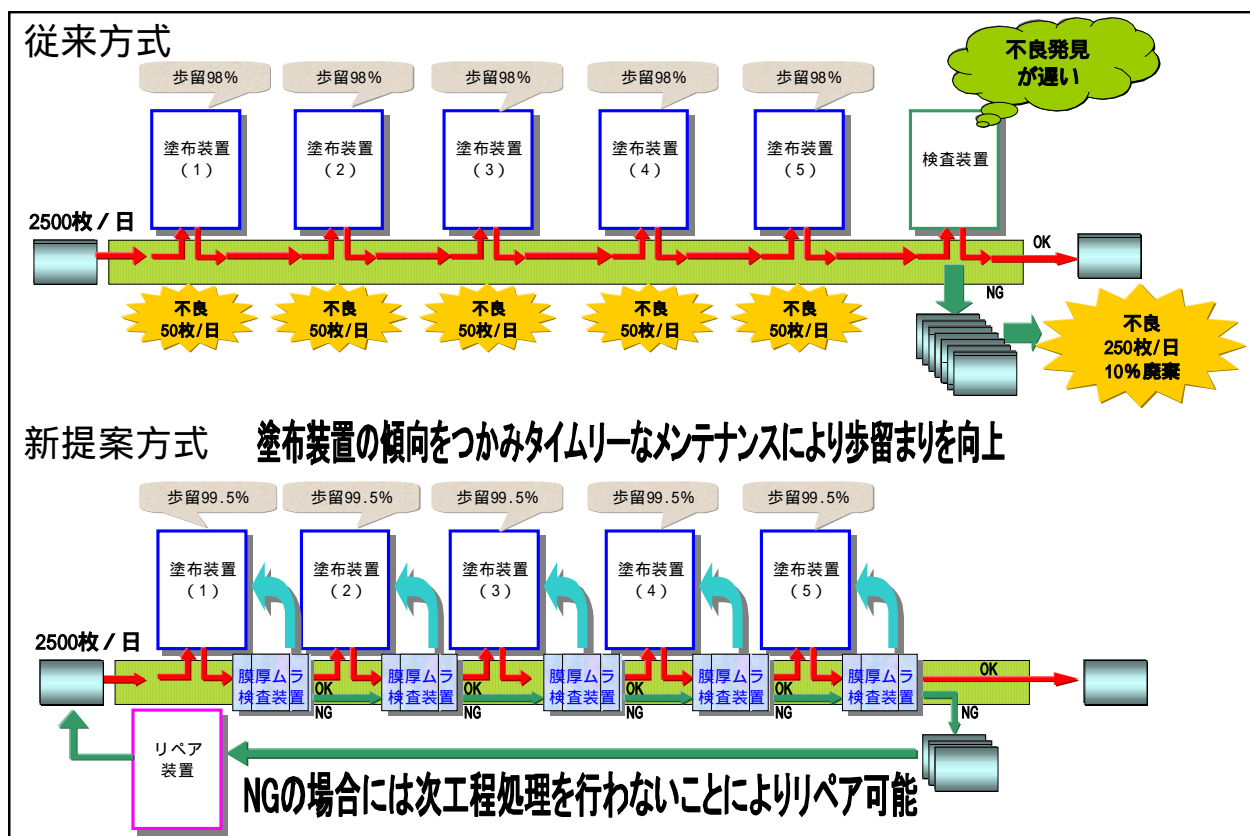 従来方式
不良発見
が遅い
歩留98%
歩留98%
歩留98%
歩留98%
歩留98%
塗布装置
(1)
塗布装置
(2)
塗布装置
(3)
塗布装置
(4)
塗布装置
(5)
検査装置
2500枚/日
OK
NG
不良
50枚/日
不良
50枚/日
不良
50枚/日
不良
50枚/日
不良
50枚/日
不良
250枚/日
10%廃棄
新提案方式 塗布装置の傾向をつかみタイムリーなメンテナンスにより歩留まりを向上
歩留99.5%
歩留99.5%
歩留99.5%
歩留99.5%
歩留99.5%
塗布装置
(1)
塗布装置
(2)
塗布装置
(3)
塗布装置
(4)
塗布装置
(5)
2500枚/日
膜厚ムラ
検査装置
OK
NG
膜厚ムラ
検査装置
OK
NG
膜厚ムラ
検査装置
OK
NG
膜厚ムラ
検査装置
OK
NG
膜厚ムラ
検査装置
OK
NG
リペア
装置
NGの場合には次工程処理を行わないことによりリペア可能